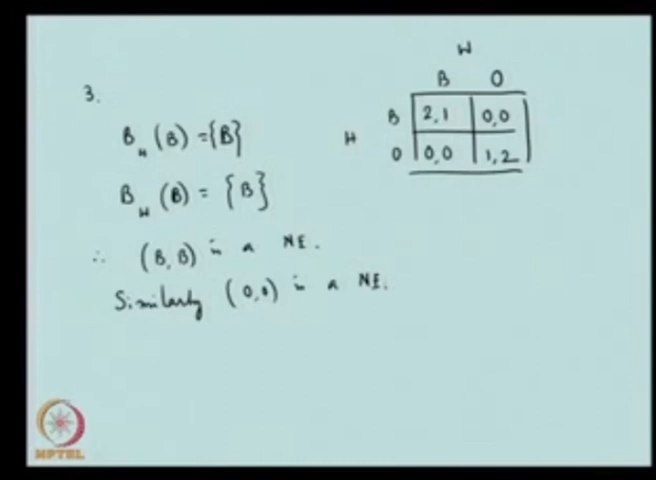 W
B O
3.
B 2,1 0,0
B_H (B) = {B}
H
O 0,0 1,2
B_W (B) = {B}
∴ (B, B) is a NE.
Similarly (O,O) is a NE.
NPTEL